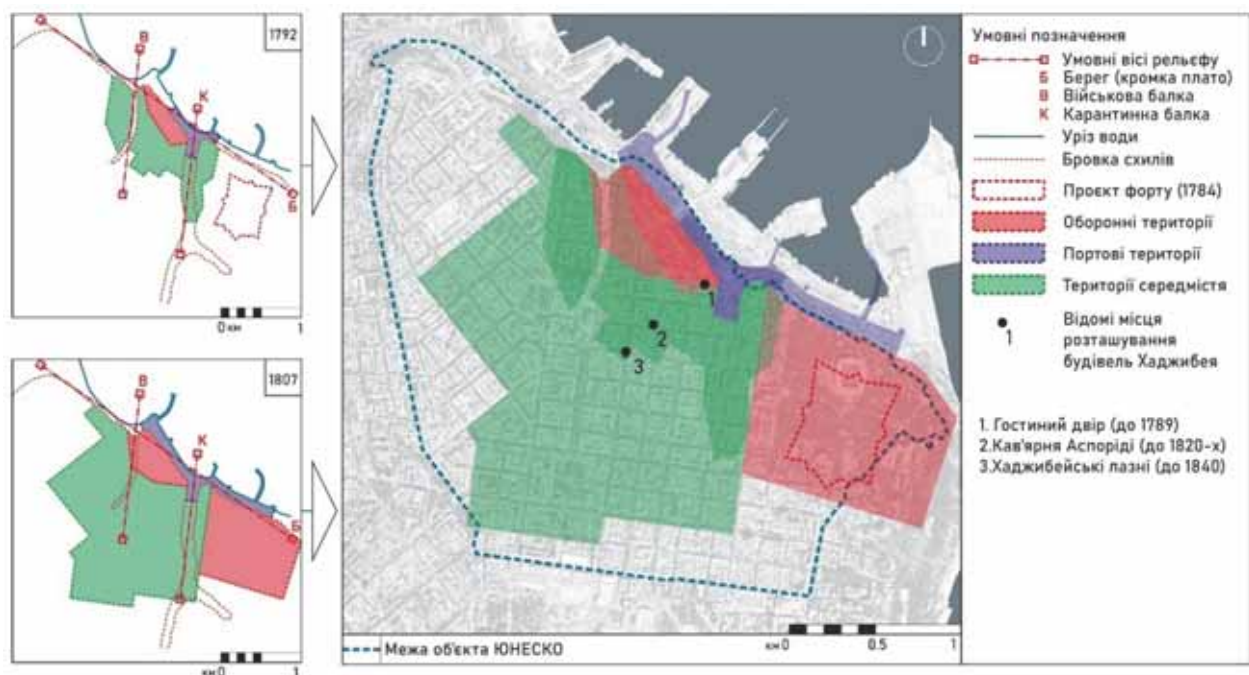 1792
В
К
Б
0 км 1
1807
В
К
Б
км 0 1
1
2
3
Межа об'єкта ЮНЕСКО
км 0 0.5 1
Умовні позначення
Умовні вісі рельєфу
Б Берег (кромка плато)
В Військова балка
К Карантинна балка
Уріз води
Бровка схилів
Проєкт форту (1784)
Оборонні території
Портові території
Території середмістя
1 Відомі місця
розташування
будівель Хаджибея
1. Гостиний двір (до 1789)
2.Кав'ярня Аспоріді (до 1820-х)
3.Хаджибейські лазні (до 1840)